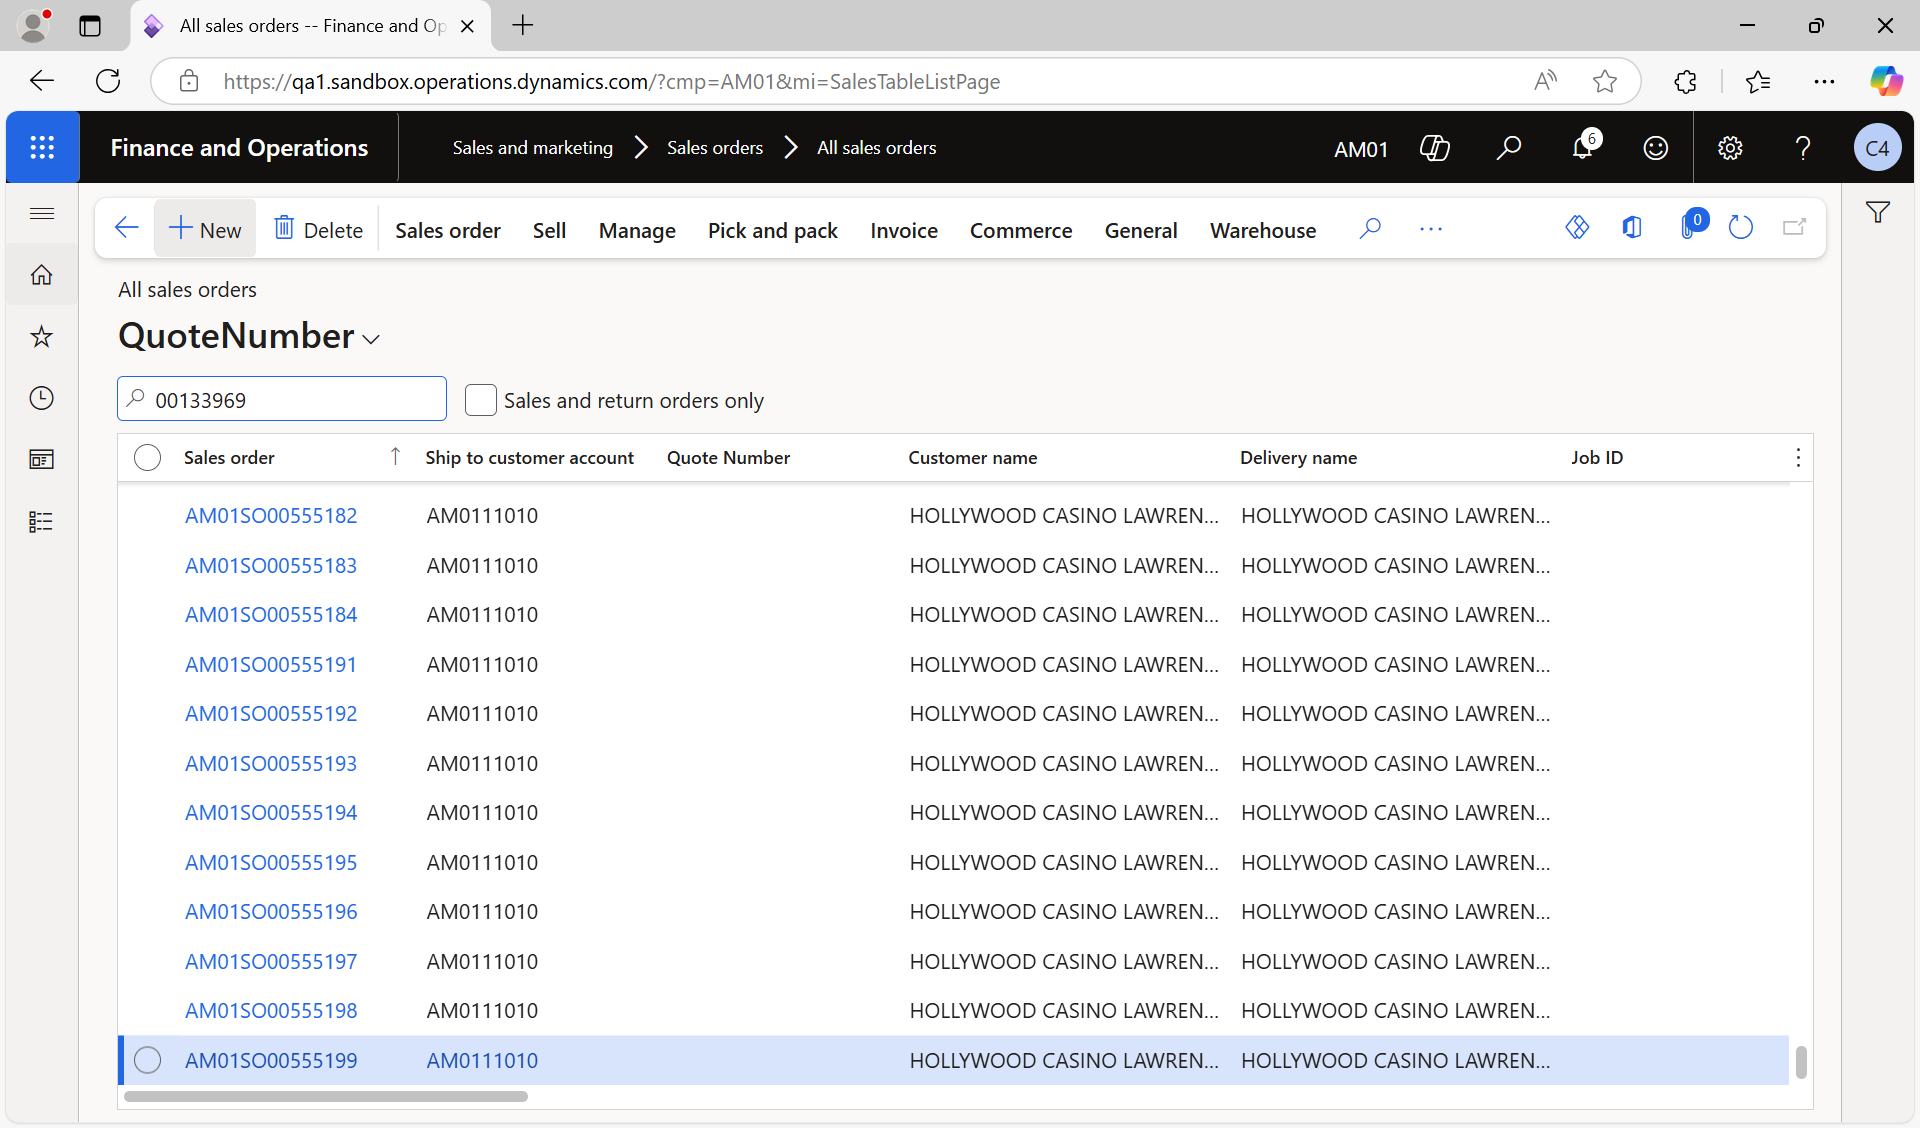 All sales orders -- Finance and Op
https://qa1.sandbox.operations.dynamics.com/?cmp=AM01&mi=SalesTableListPage
Finance and Operations
Sales and marketing
Sales orders
All sales orders
AM01
6
C4
New
Delete
Sales order
Sell
Manage
Pick and pack
Invoice
Commerce
General
Warehouse
0
All sales orders
QuoteNumber
00133969
Sales and return orders only
Sales order Ship to customer account Quote Number Customer name Delivery name Job ID
AM01SO00555182 AM0111010 HOLLYWOOD CASINO LAWREN... HOLLYWOOD CASINO LAWREN...
AM01SO00555183 AM0111010 HOLLYWOOD CASINO LAWREN... HOLLYWOOD CASINO LAWREN...
AM01SO00555184 AM0111010 HOLLYWOOD CASINO LAWREN... HOLLYWOOD CASINO LAWREN...
AM01SO00555191 AM0111010 HOLLYWOOD CASINO LAWREN... HOLLYWOOD CASINO LAWREN...
AM01SO00555192 AM0111010 HOLLYWOOD CASINO LAWREN... HOLLYWOOD CASINO LAWREN...
AM01SO00555193 AM0111010 HOLLYWOOD CASINO LAWREN... HOLLYWOOD CASINO LAWREN...
AM01SO00555194 AM0111010 HOLLYWOOD CASINO LAWREN... HOLLYWOOD CASINO LAWREN...
AM01SO00555195 AM0111010 HOLLYWOOD CASINO LAWREN... HOLLYWOOD CASINO LAWREN...
AM01SO00555196 AM0111010 HOLLYWOOD CASINO LAWREN... HOLLYWOOD CASINO LAWREN...
AM01SO00555197 AM0111010 HOLLYWOOD CASINO LAWREN... HOLLYWOOD CASINO LAWREN...
AM01SO00555198 AM0111010 HOLLYWOOD CASINO LAWREN... HOLLYWOOD CASINO LAWREN...
AM01SO00555199 AM0111010 HOLLYWOOD CASINO LAWREN... HOLLYWOOD CASINO LAWREN...